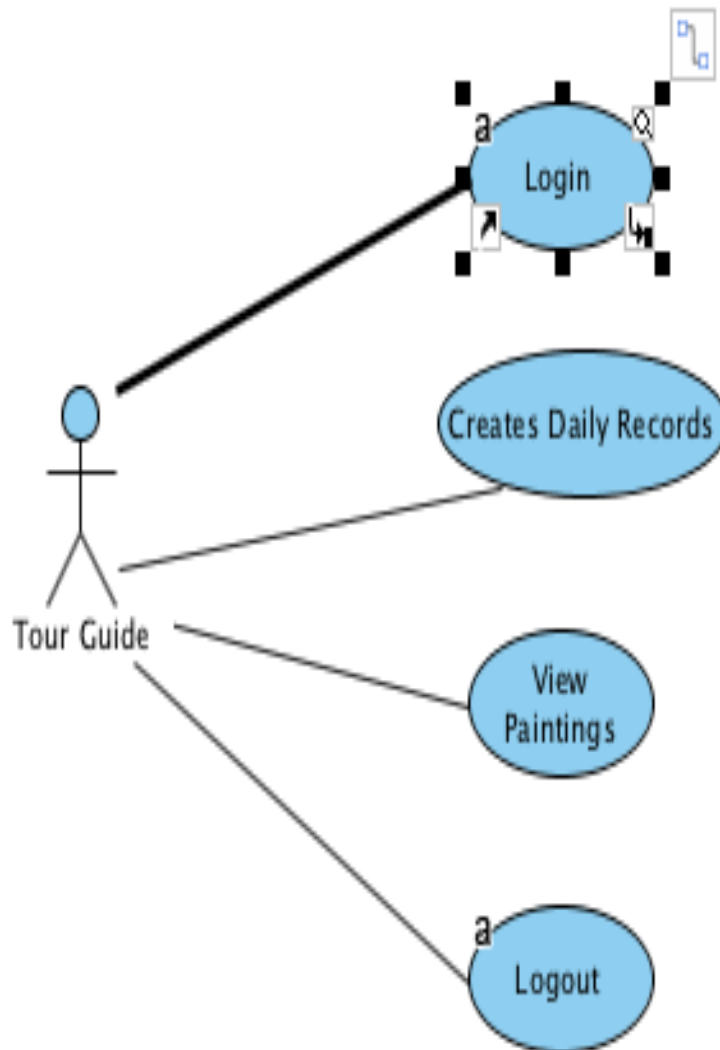 a
Login
Creates Daily Records
Tour Guide
View
Paintings
a
Logout